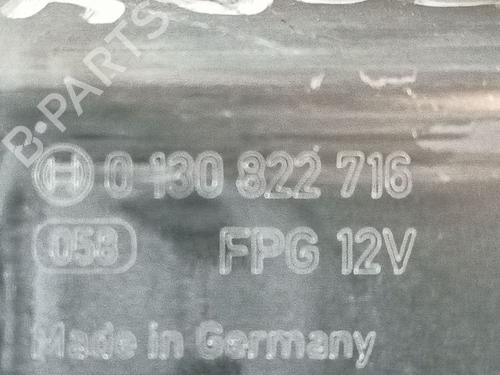 B-PARTS
0 130 822 716
058 FPG 12V
Made in Germany